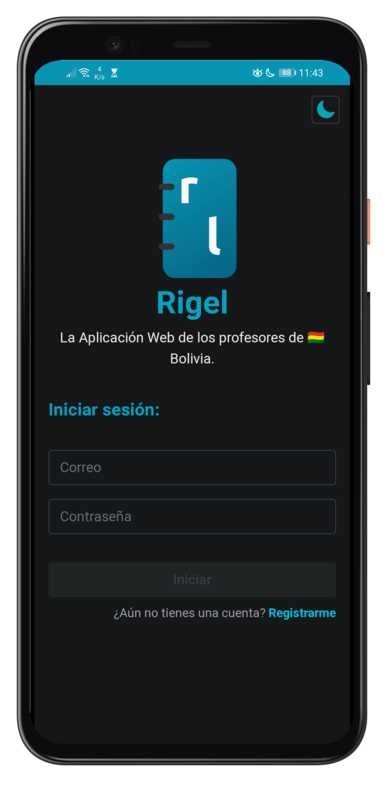 4
K/s
88
11:43
rl
Rigel
La Aplicación Web de los profesores de 🇧🇴
Bolivia.
Iniciar sesión:
Correo
Contraseña
Iniciar
¿Aún no tienes una cuenta? Registrarme